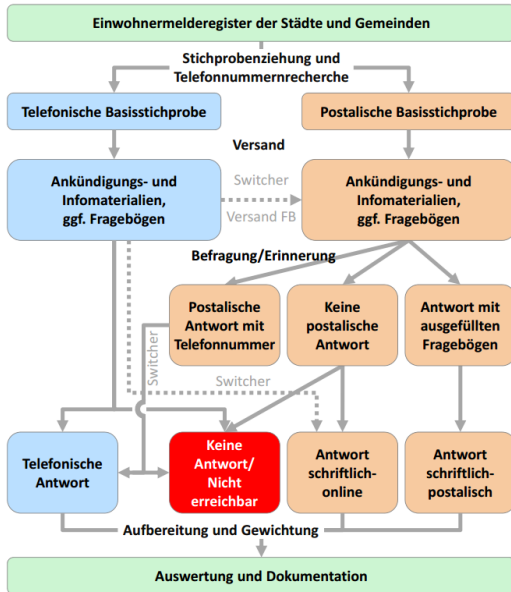 Einwohnermelderegister der Städte und Gemeinden
Stichprobenziehung und
Telefonnummernrecherche
Telefonische Basisstichprobe
Postalische Basisstichprobe
Versand
Ankündigungs- und
Infomaterialien,
ggf. Fragebögen
Switcher
Versand FB
Ankündigungs- und
Infomaterialien,
ggf. Fragebögen
Befragung/Erinnerung
Postalische
Antwort mit
Telefonnummer
Keine
postalische
Antwort
Antwort mit
ausgefüllten
Fragebögen
Switcher
Switcher
Telefonische
Antwort
Keine
Antwort/
Nicht
erreichbar
Antwort
schriftlich-
online
Antwort
schriftlich-
postalisch
Aufbereitung und Gewichtung
Auswertung und Dokumentation